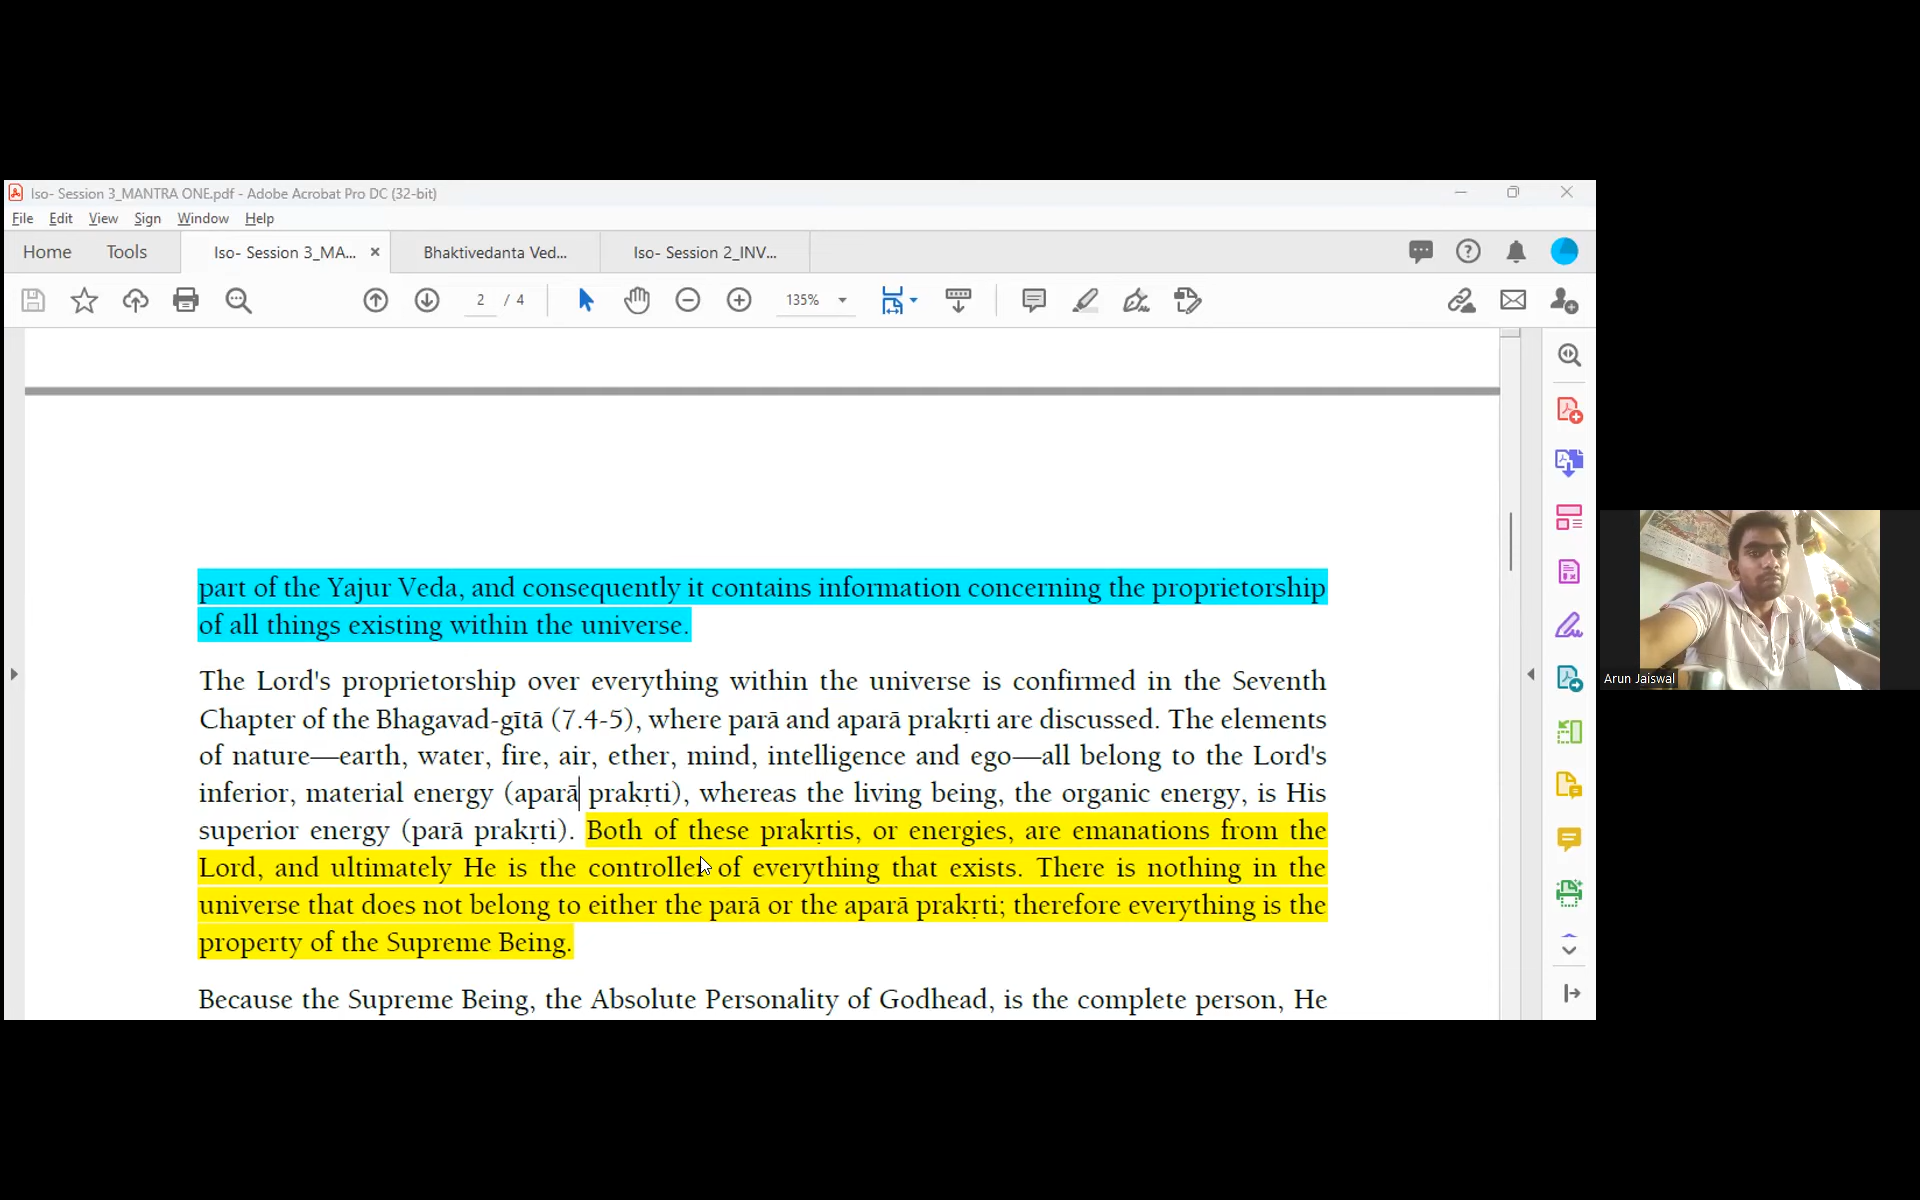 Iso- Session 3_MANTRA ONE.pdf - Adobe Acrobat Pro DC (32-bit)
File Edit View Sign Window Help
Home Tools Iso- Session 3_MA... × Bhaktivedanta Ved... Iso- Session 2_INV...
2 / 4 135%
part of the Yajur Veda, and consequently it contains information concerning the proprietorship
of all things existing within the universe.
The Lord's proprietorship over everything within the universe is confirmed in the Seventh
Chapter of the Bhagavad-gītā (7.4-5), where parā and aparā prakṛti are discussed. The elements
of nature—earth, water, fire, air, ether, mind, intelligence and ego—all belong to the Lord's
inferior, material energy (aparā prakṛti), whereas the living being, the organic energy, is His
superior energy (parā prakṛti). Both of these prakṛtis, or energies, are emanations from the
Lord, and ultimately He is the controller of everything that exists. There is nothing in the
universe that does not belong to either the parā or the aparā prakṛti; therefore everything is the
property of the Supreme Being.
Because the Supreme Being, the Absolute Personality of Godhead, is the complete person, He
Arun Jaiswal